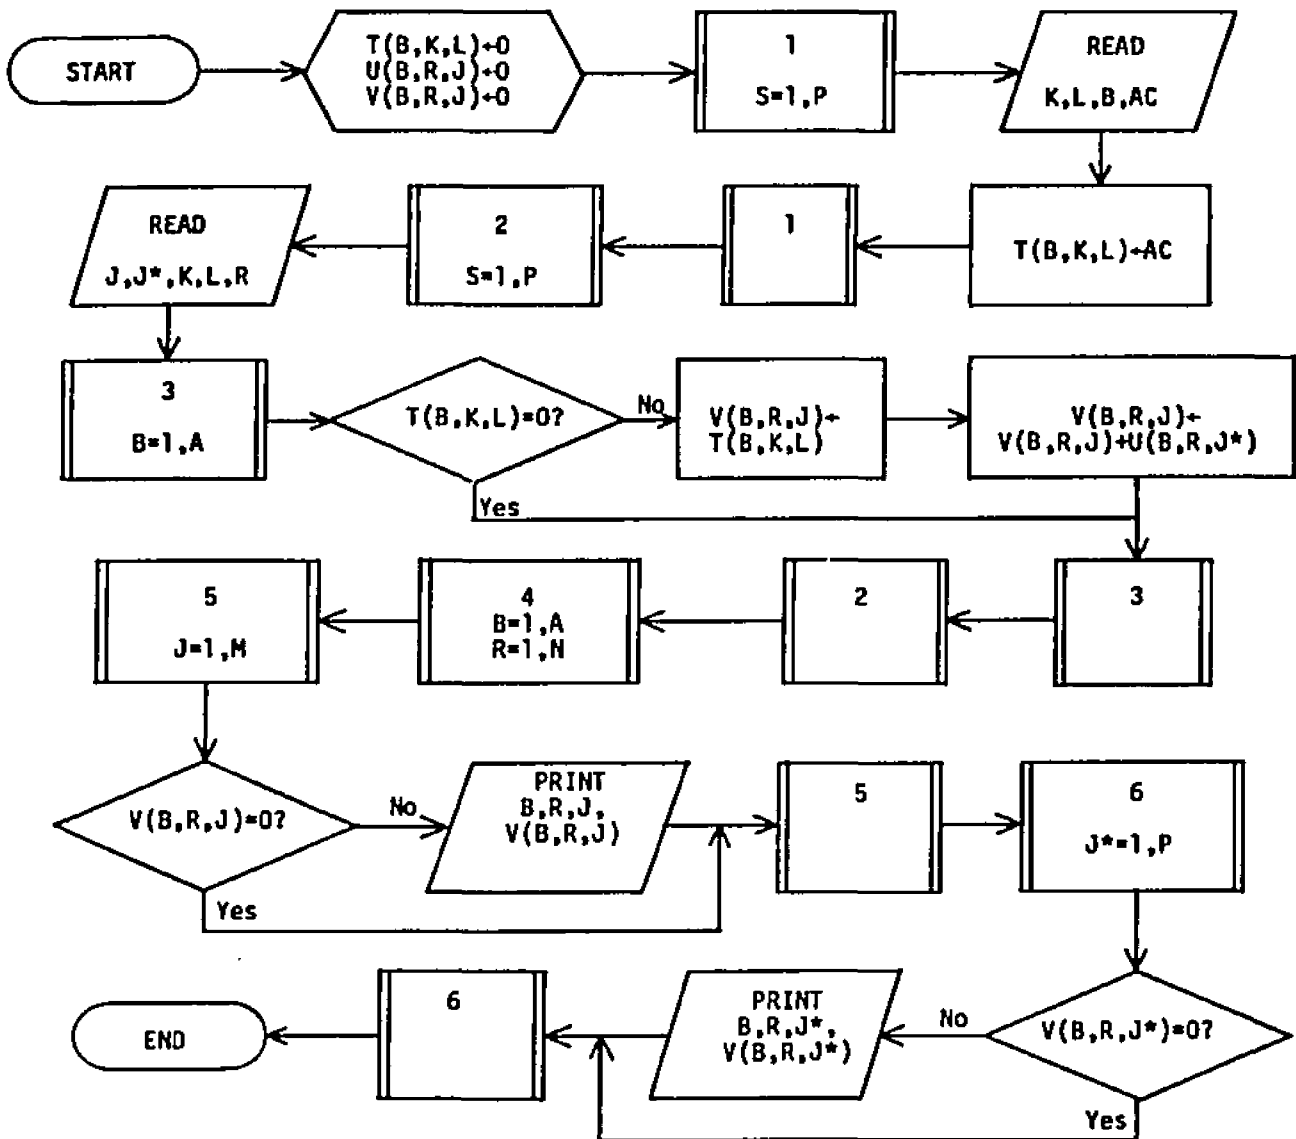 START
T(B,K,L)←0
U(B,R,J)←0
V(B,R,J)←0
1
S=1,P
READ
K,L,B,AC
READ
J,J*,K,L,R
2
S=1,P
1
T(B,K,L)←AC
3
B=1,A
T(B,K,L)=0?
No
Yes
V(B,R,J)←
T(B,K,L)
V(B,R,J)←
V(B,R,J)+U(B,R,J*)
5
J=1,M
4
B=1,A
R=1,N
2
3
V(B,R,J)=0?
No
Yes
PRINT
B,R,J,
V(B,R,J)
5
6
J*=1,P
END
6
PRINT
B,R,J*,
V(B,R,J*)
No
V(B,R,J*)=0?
Yes